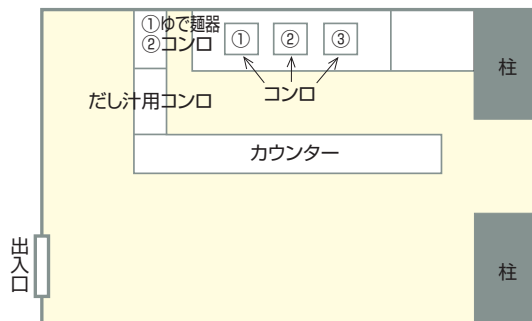 ①ゆで麺器
②コンロ
① ② ③
柱
だし汁用コンロ
コンロ
カウンター
出入口
柱